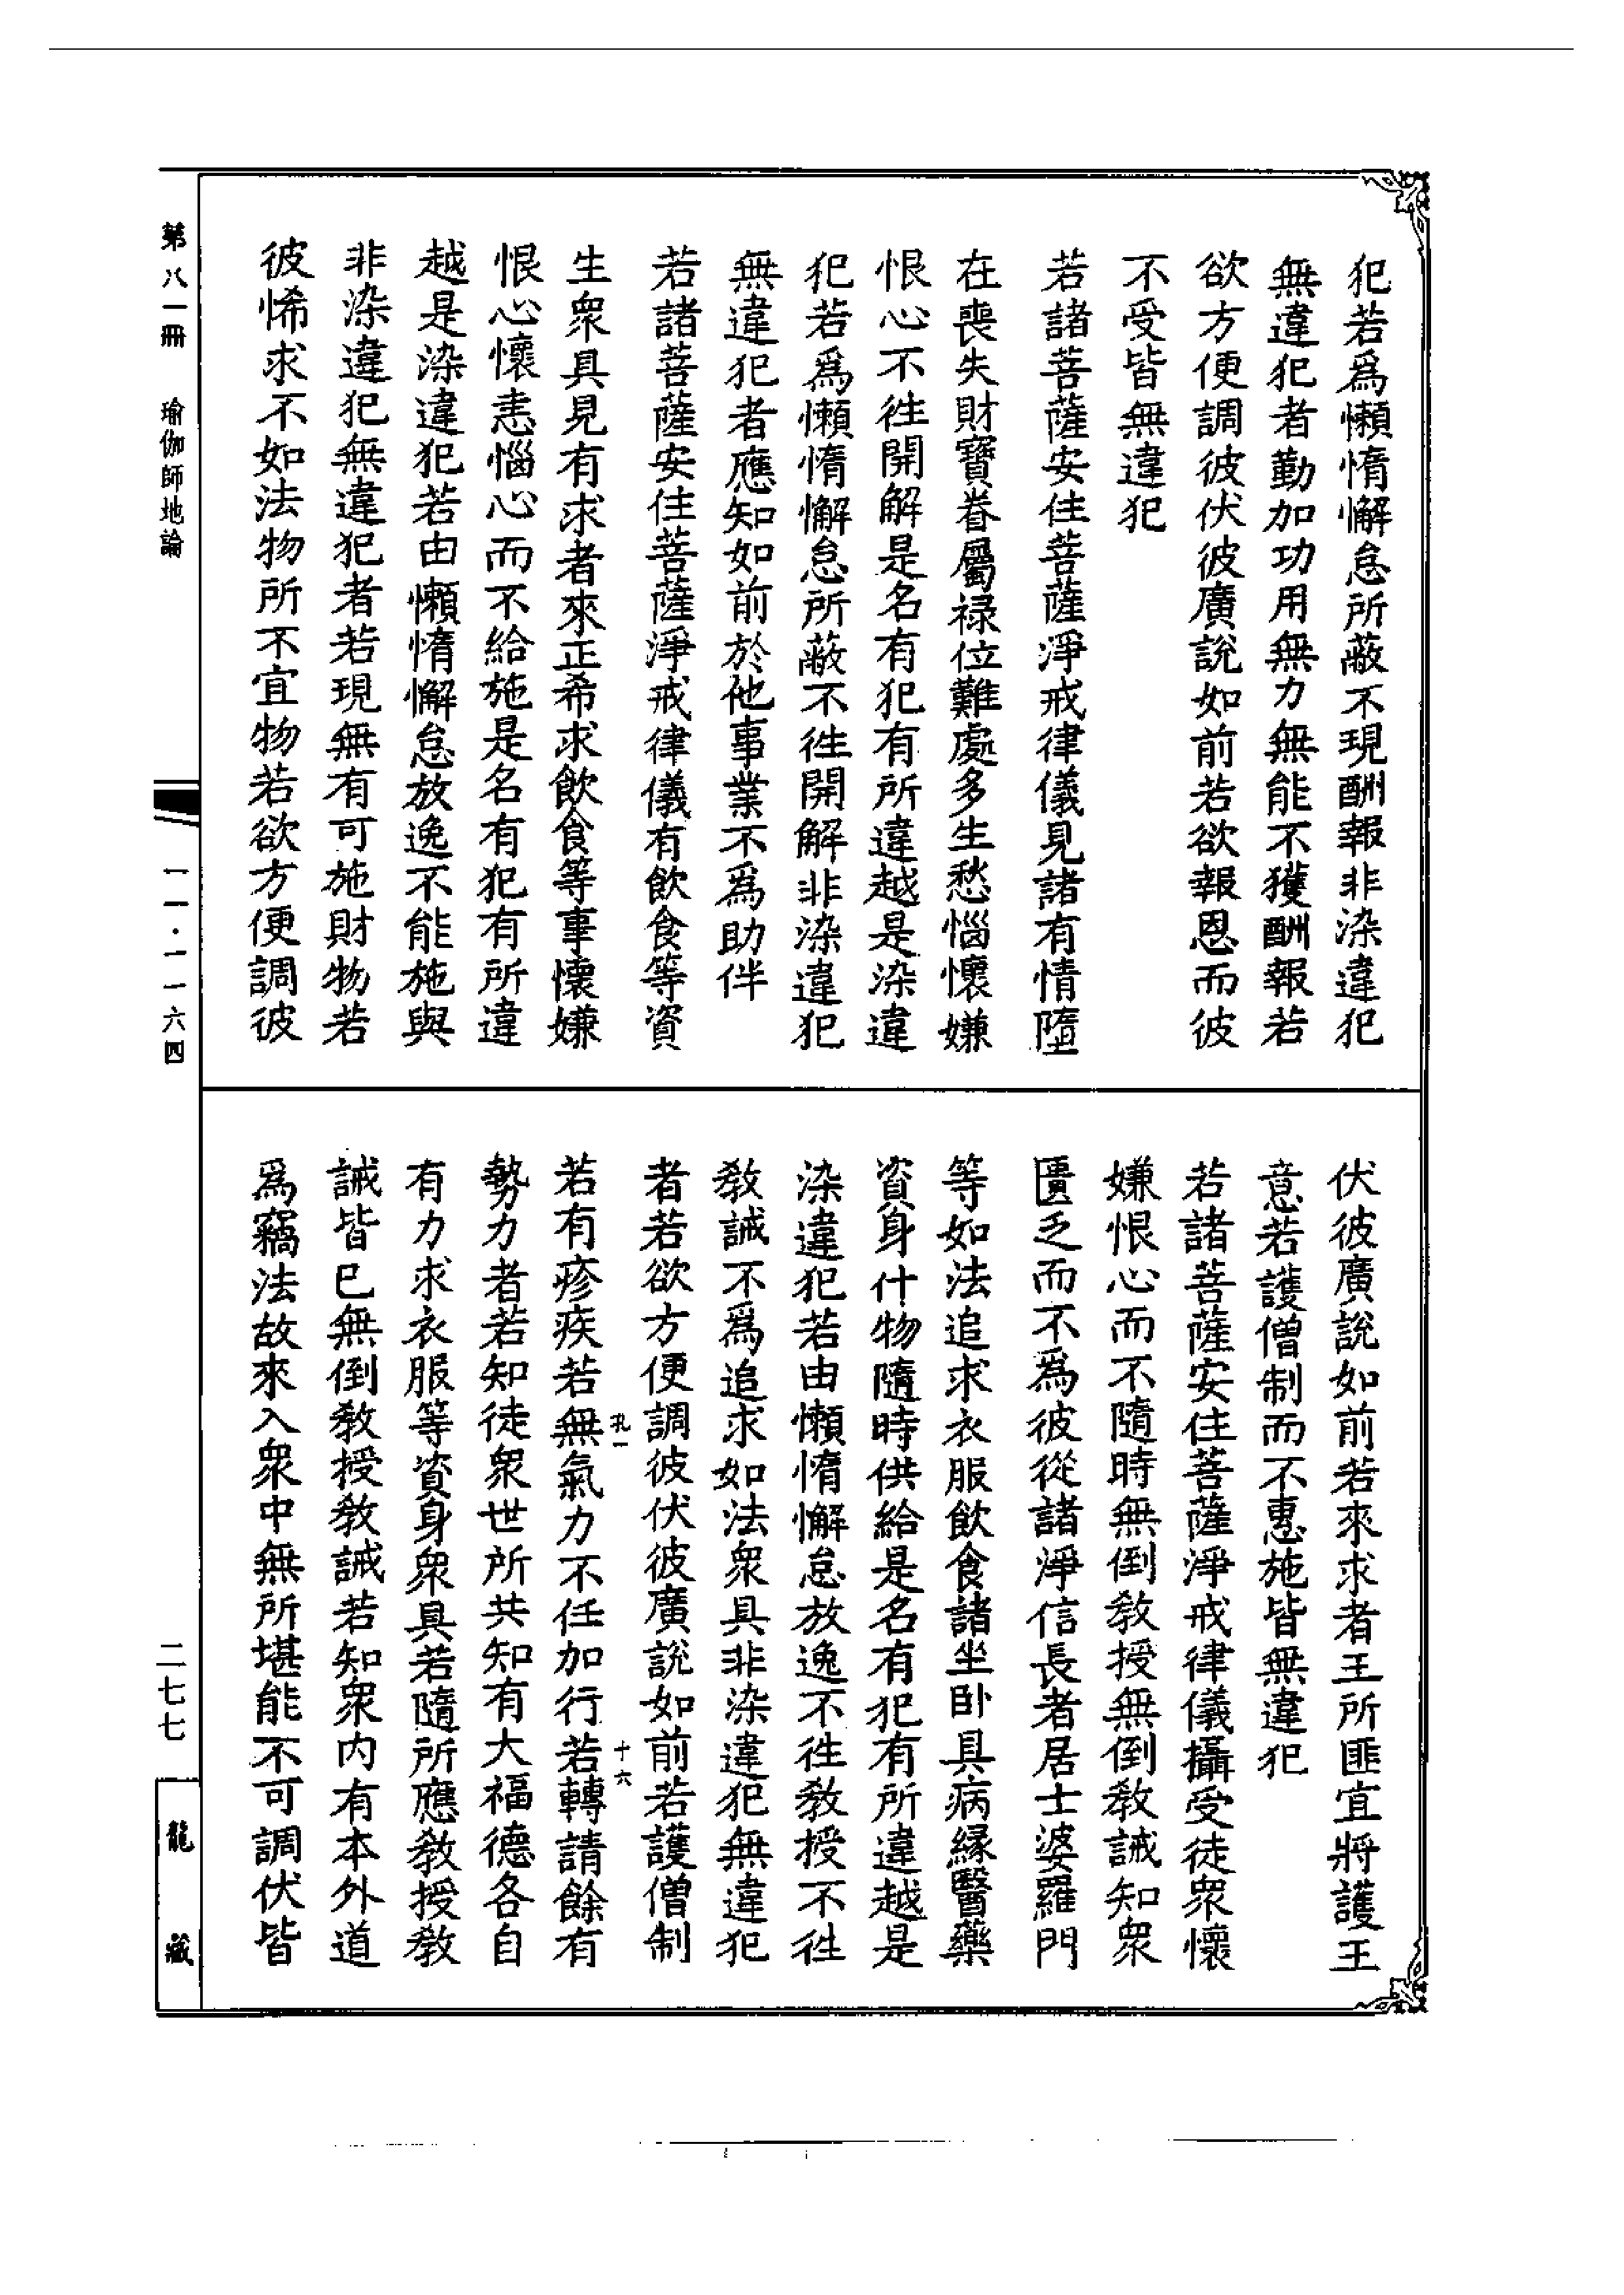 犯若爲懶惰懈怠所蔽不現酬報非染違犯
無違犯者勤加功用無力無能不獲酬報若
欲方便調彼伏彼廣說如前若欲報恩而彼
不受皆無違犯
若諸菩薩安住菩薩淨戒律儀見諸有情墮
在喪失財寶眷屬祿位難處多生愁惱懷嫌
恨心不往開解是名有犯有所違越是染違
犯若爲懶惰懈怠所蔽不往開解非染違犯
無違犯者應知如前於他事業不爲助伴
若諸菩薩安住菩薩淨戒律儀有飲食等資
生衆具見有求者來正希求飲食等事懷嫌
恨心懷恚惱心而不給施是名有犯有所違
越是染違犯若由懶惰懈怠放逸不能施與
非染違犯無違犯者若現無有可施財物若
彼悕求不如法物所不宜物若欲方便調彼
伏彼廣說如前若來求者王所匪宜將護王
意若護僧制而不惠施皆無違犯
若諸菩薩安住菩薩淨戒律儀攝受徒衆懷
嫌恨心而不隨時無倒教授無倒教誡知衆
匱乏而不爲彼從諸淨信長者居士婆羅門
等如法追求衣服飲食諸坐卧具病緣醫藥
資身什物隨時供給是名有犯有所違越是
染違犯若由懶惰懈怠放逸不往教授不往
教誡不爲追求如法衆具非染違犯無違犯
者若欲方便調彼伏彼廣說如前若護僧制
孔一
十六
若有疹疾若無氣力不任加行若轉請餘有
勢力者若知徒衆世所共知有大福德各自
有力求衣服等資身衆具若隨所應教授教
誡皆已無倒教授教誡若知衆内有本外道
爲竊法故來入衆中無所堪能不可調伏皆
第八一冊　瑜伽師地論
一一·一一六四
二七七
龍藏